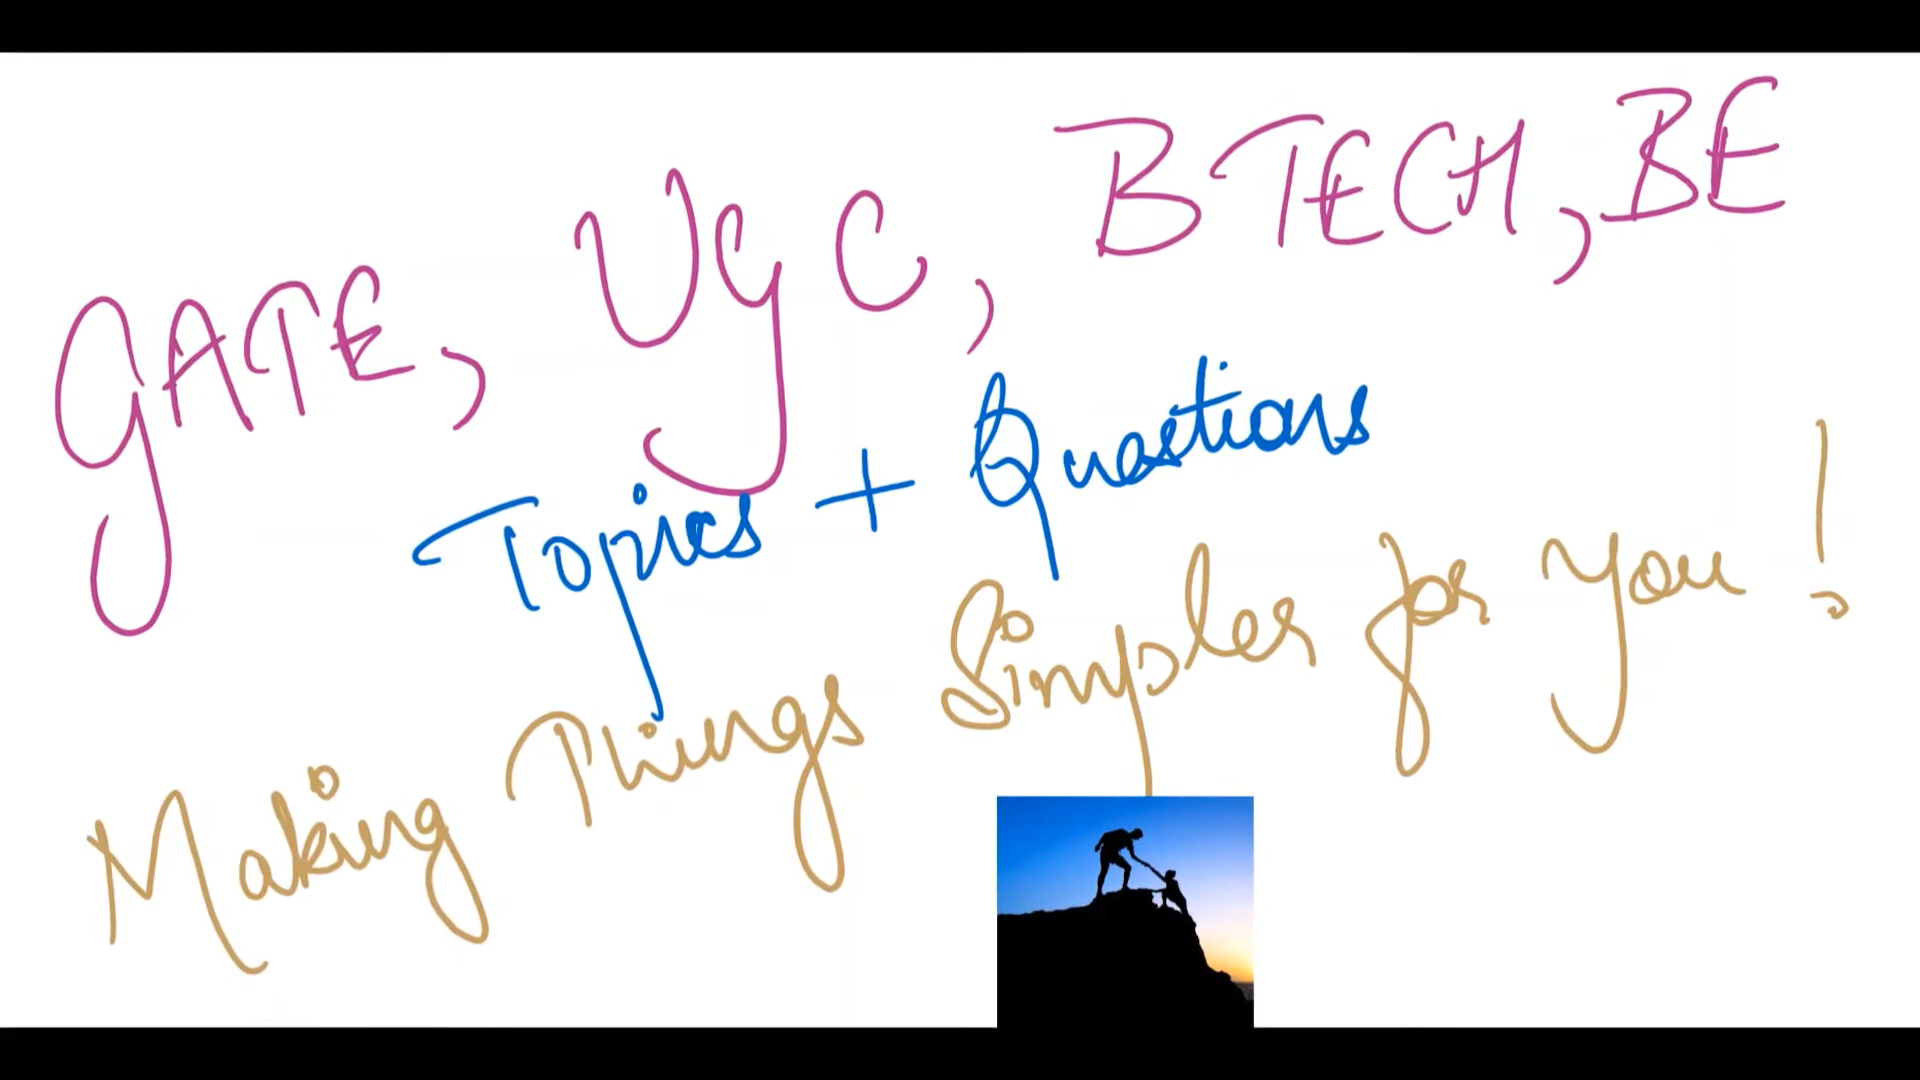 GATE, UGC, BTECH, BE
Topics + Questions
Making Things Simpler for You!